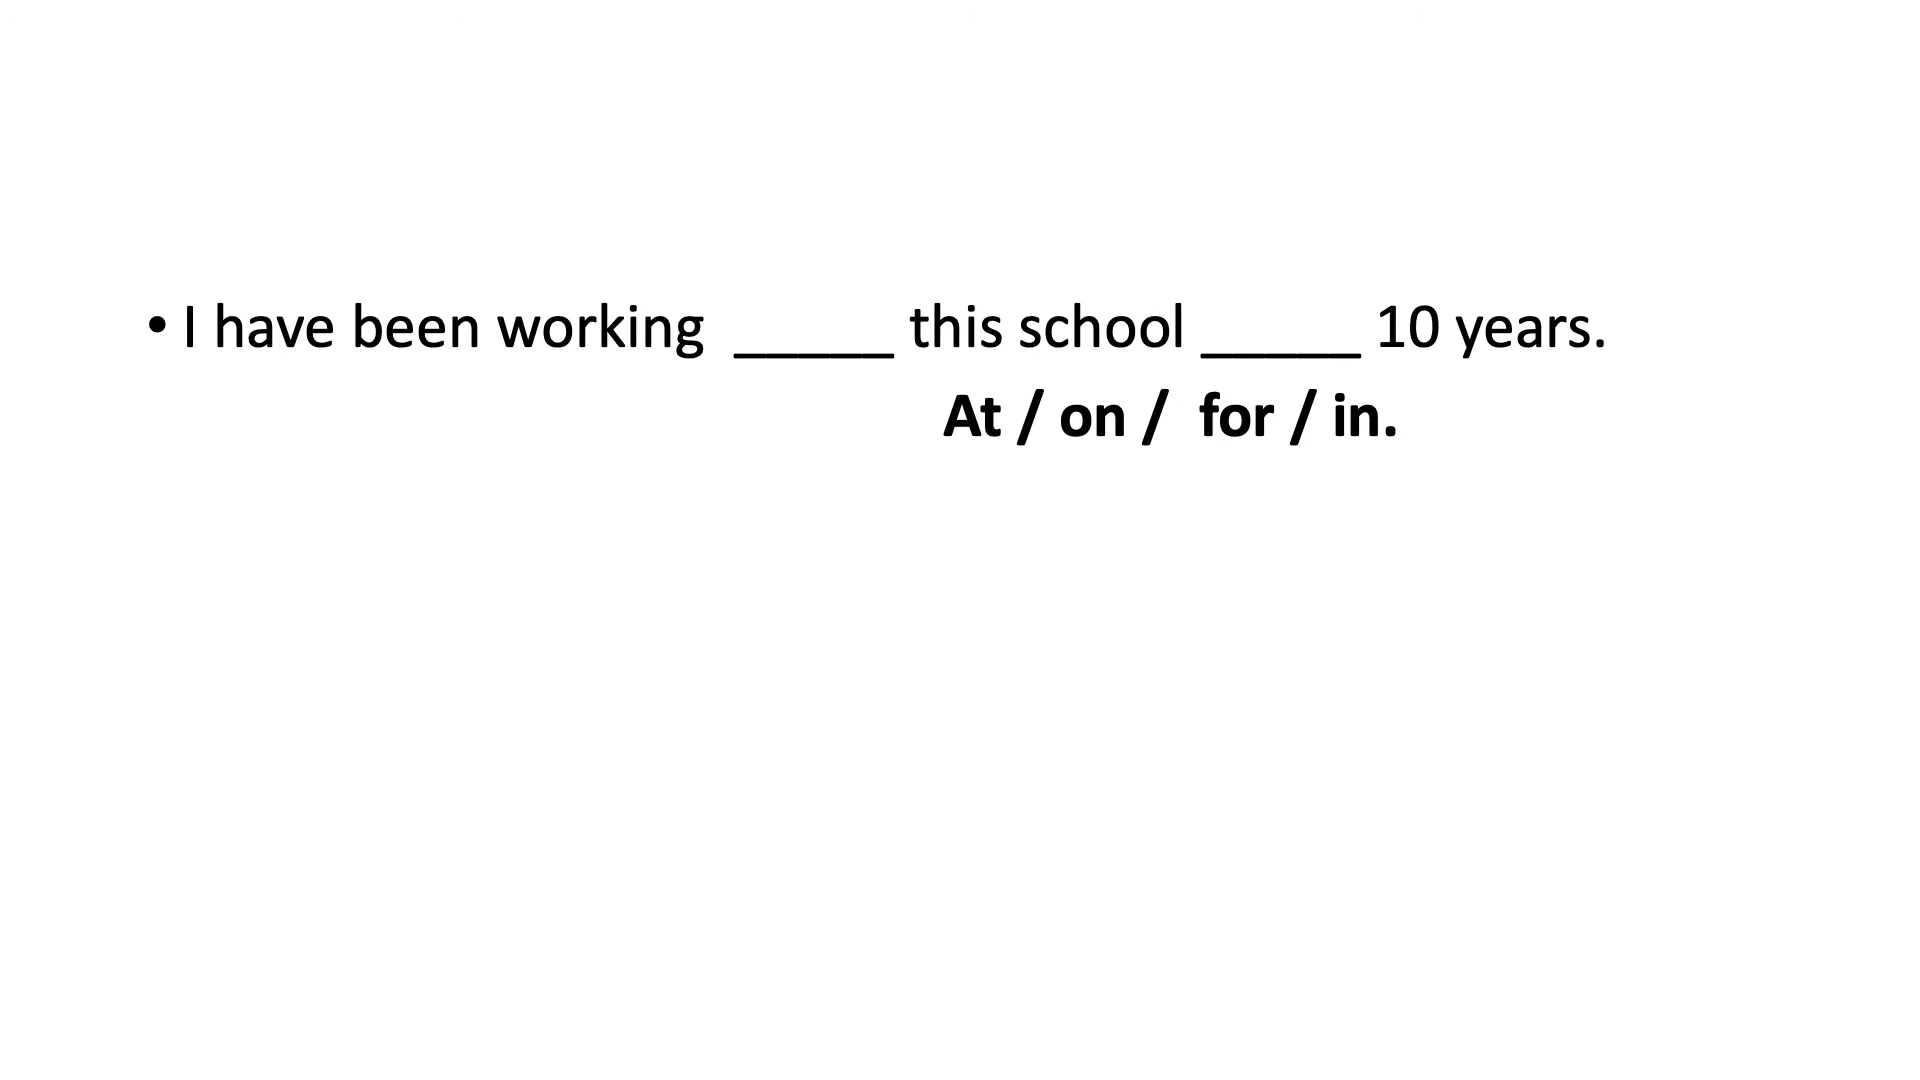 • I have been working _____ this school _____ 10 years.
At / on / for / in.